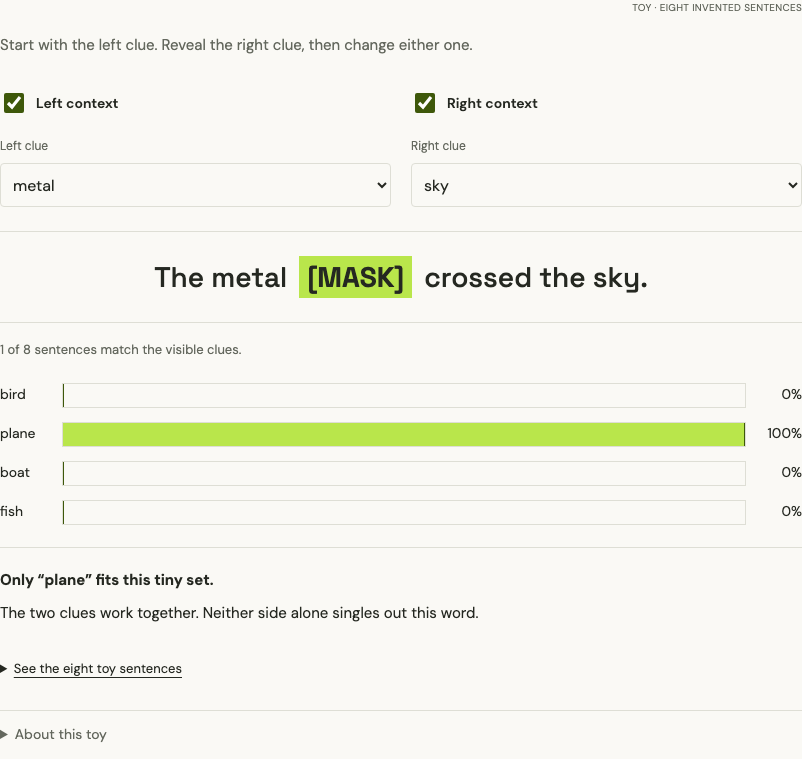 TOY · EIGHT INVENTED SENTENCES
Start with the left clue. Reveal the right clue, then change either one.
Left context
Right context
Left clue
Right clue
metal
sky
The metal [MASK] crossed the sky.
1 of 8 sentences match the visible clues.
bird 0%
plane 100%
boat 0%
fish 0%
Only “plane” fits this tiny set.
The two clues work together. Neither side alone singles out this word.
See the eight toy sentences
About this toy